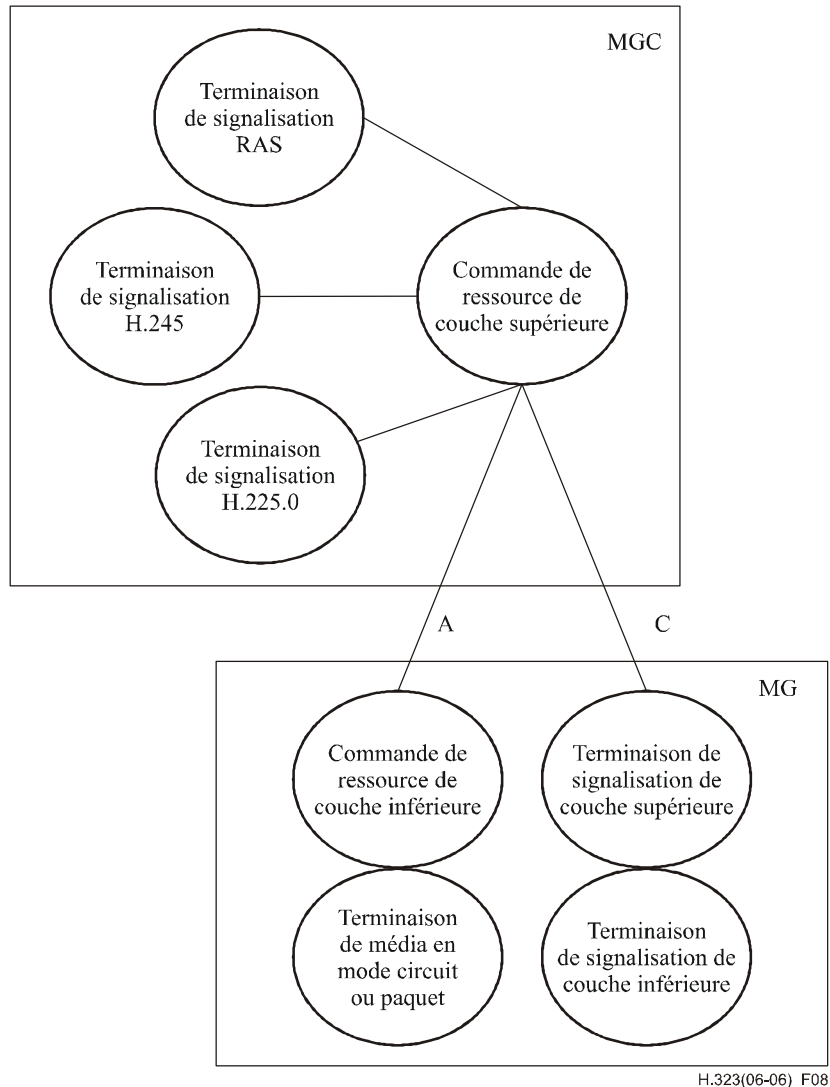 MGC
Terminaison
de signalisation
RAS
Terminaison
de signalisation
H.245
Commande de
ressource de
couche supérieure
Terminaison
de signalisation
H.225.0
A
C
MG
Commande de
ressource de
couche inférieure
Terminaison de
signalisation de
couche supérieure
Terminaison
de média en
mode circuit
ou paquet
Terminaison
de signalisation de
couche inférieure
H.323(06-06)_F08